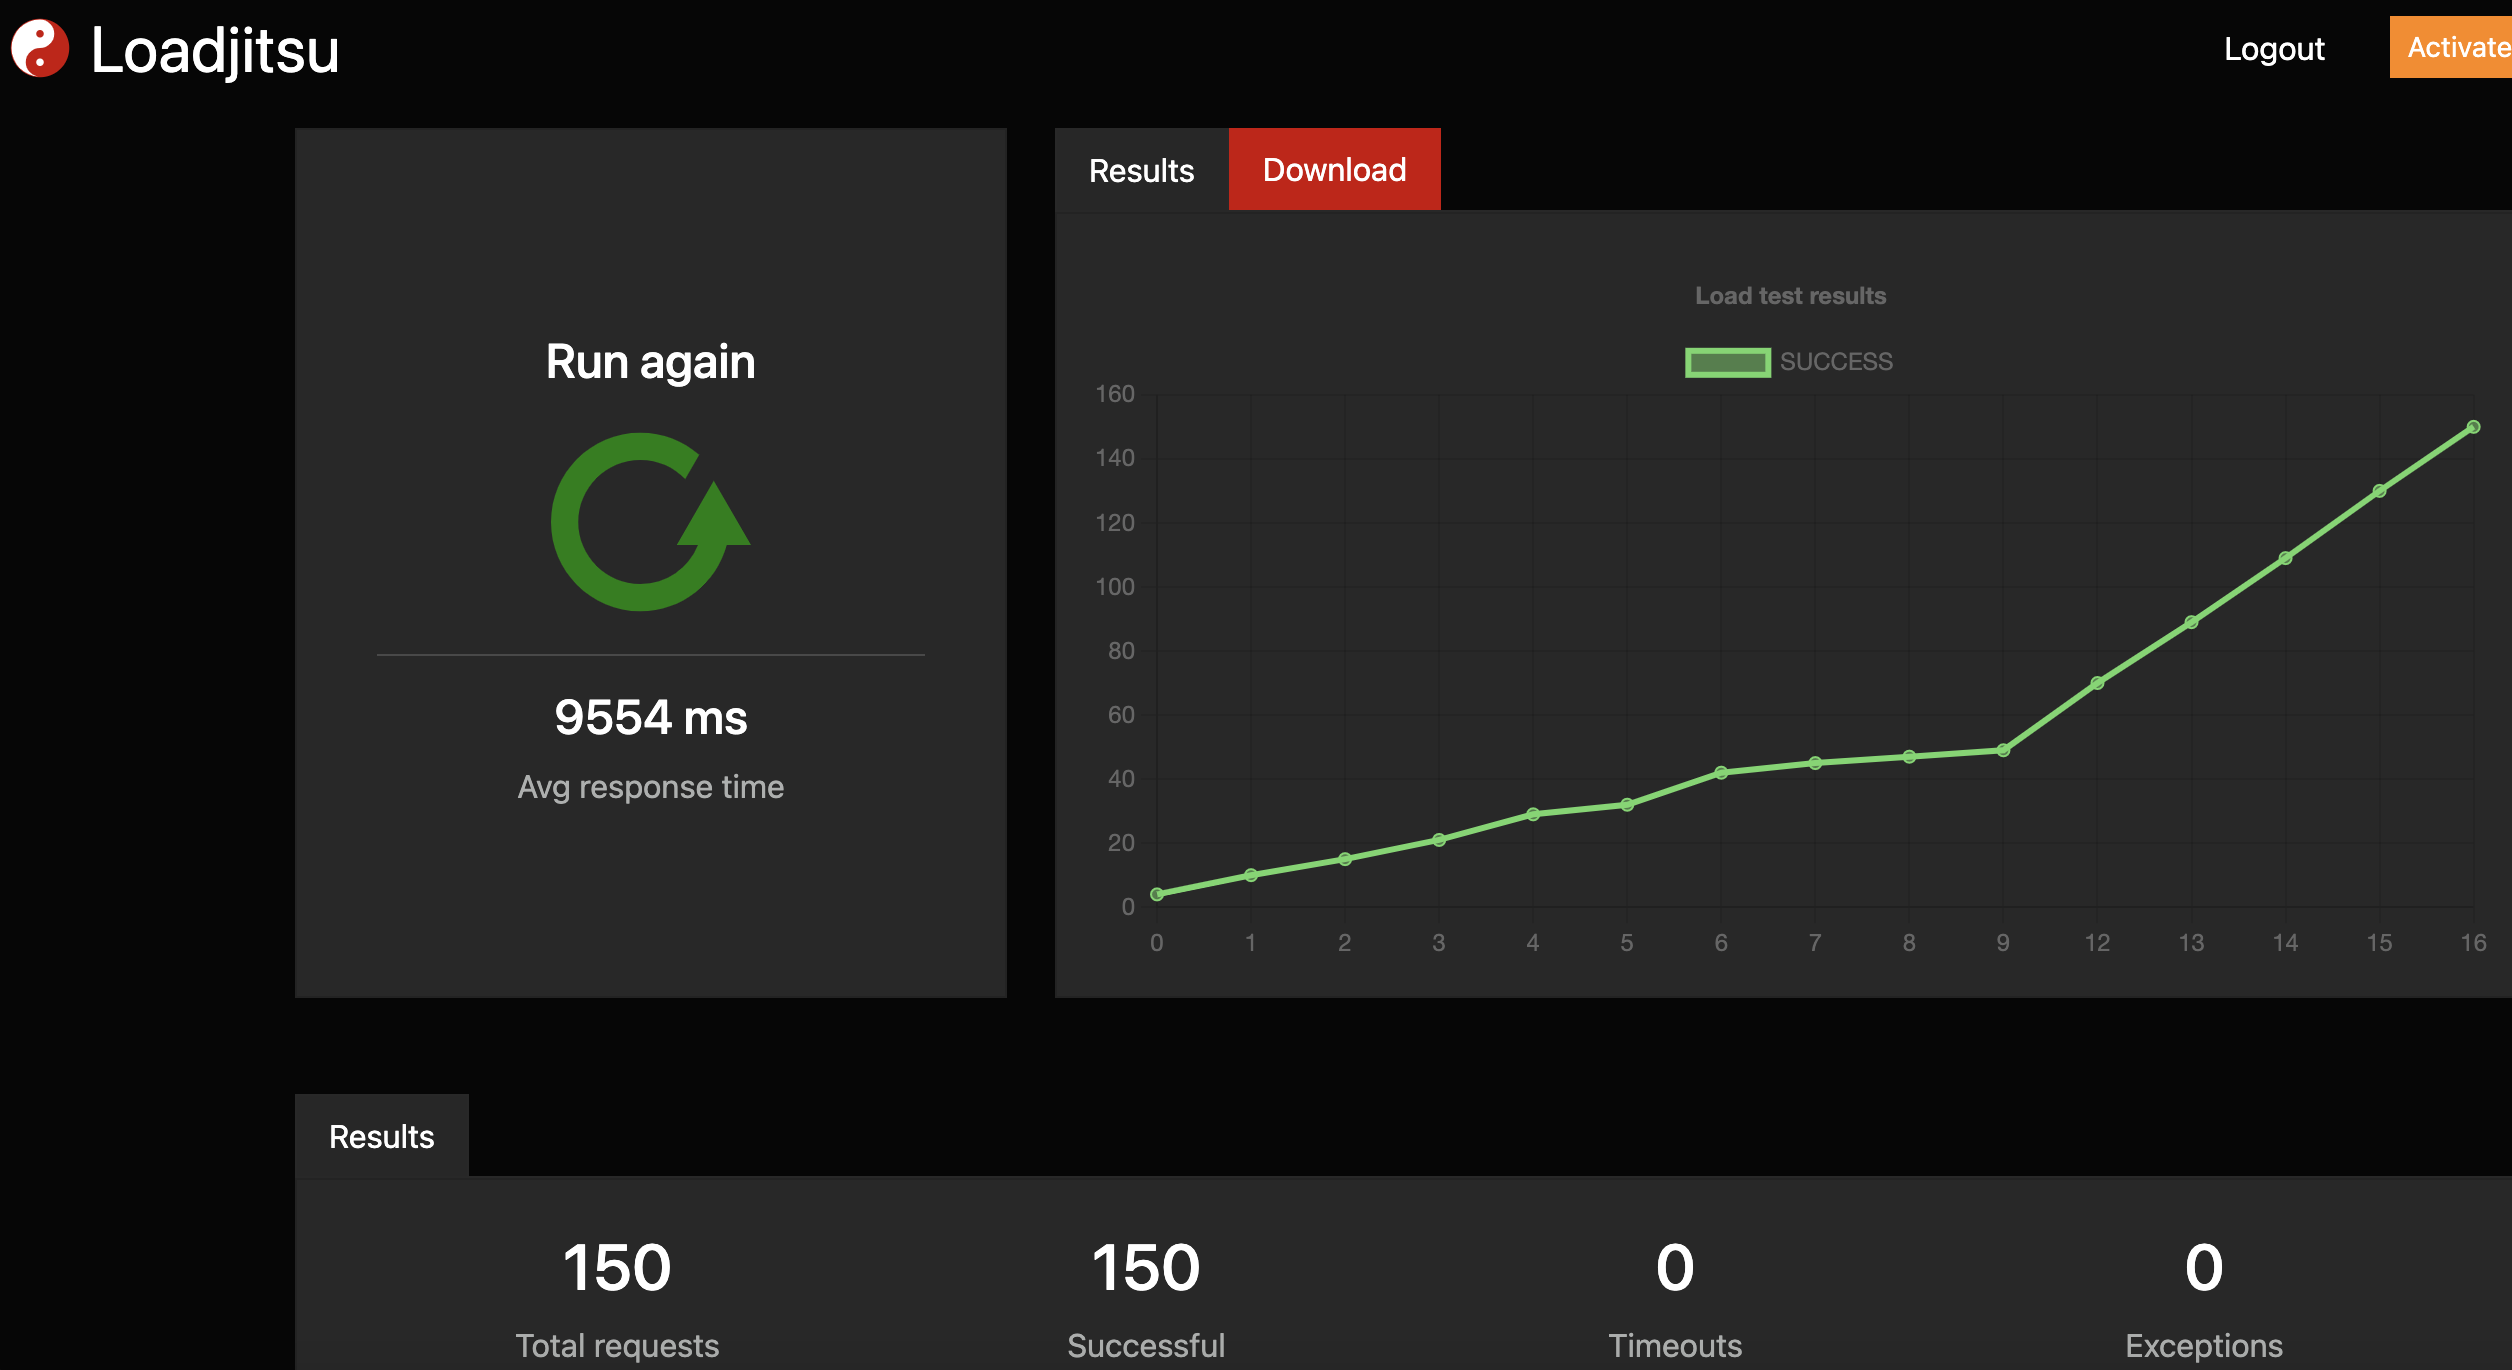 Loadjitsu
Logout
Activate
Run again
9554 ms
Avg response time
Results
Download
Load test results
SUCCESS
160
140
120
100
80
60
40
20
0
0 1 2 3 4 5 6 7 8 9 12 13 14 15 16
Results
150
Total requests
150
Successful
0
Timeouts
0
Exceptions